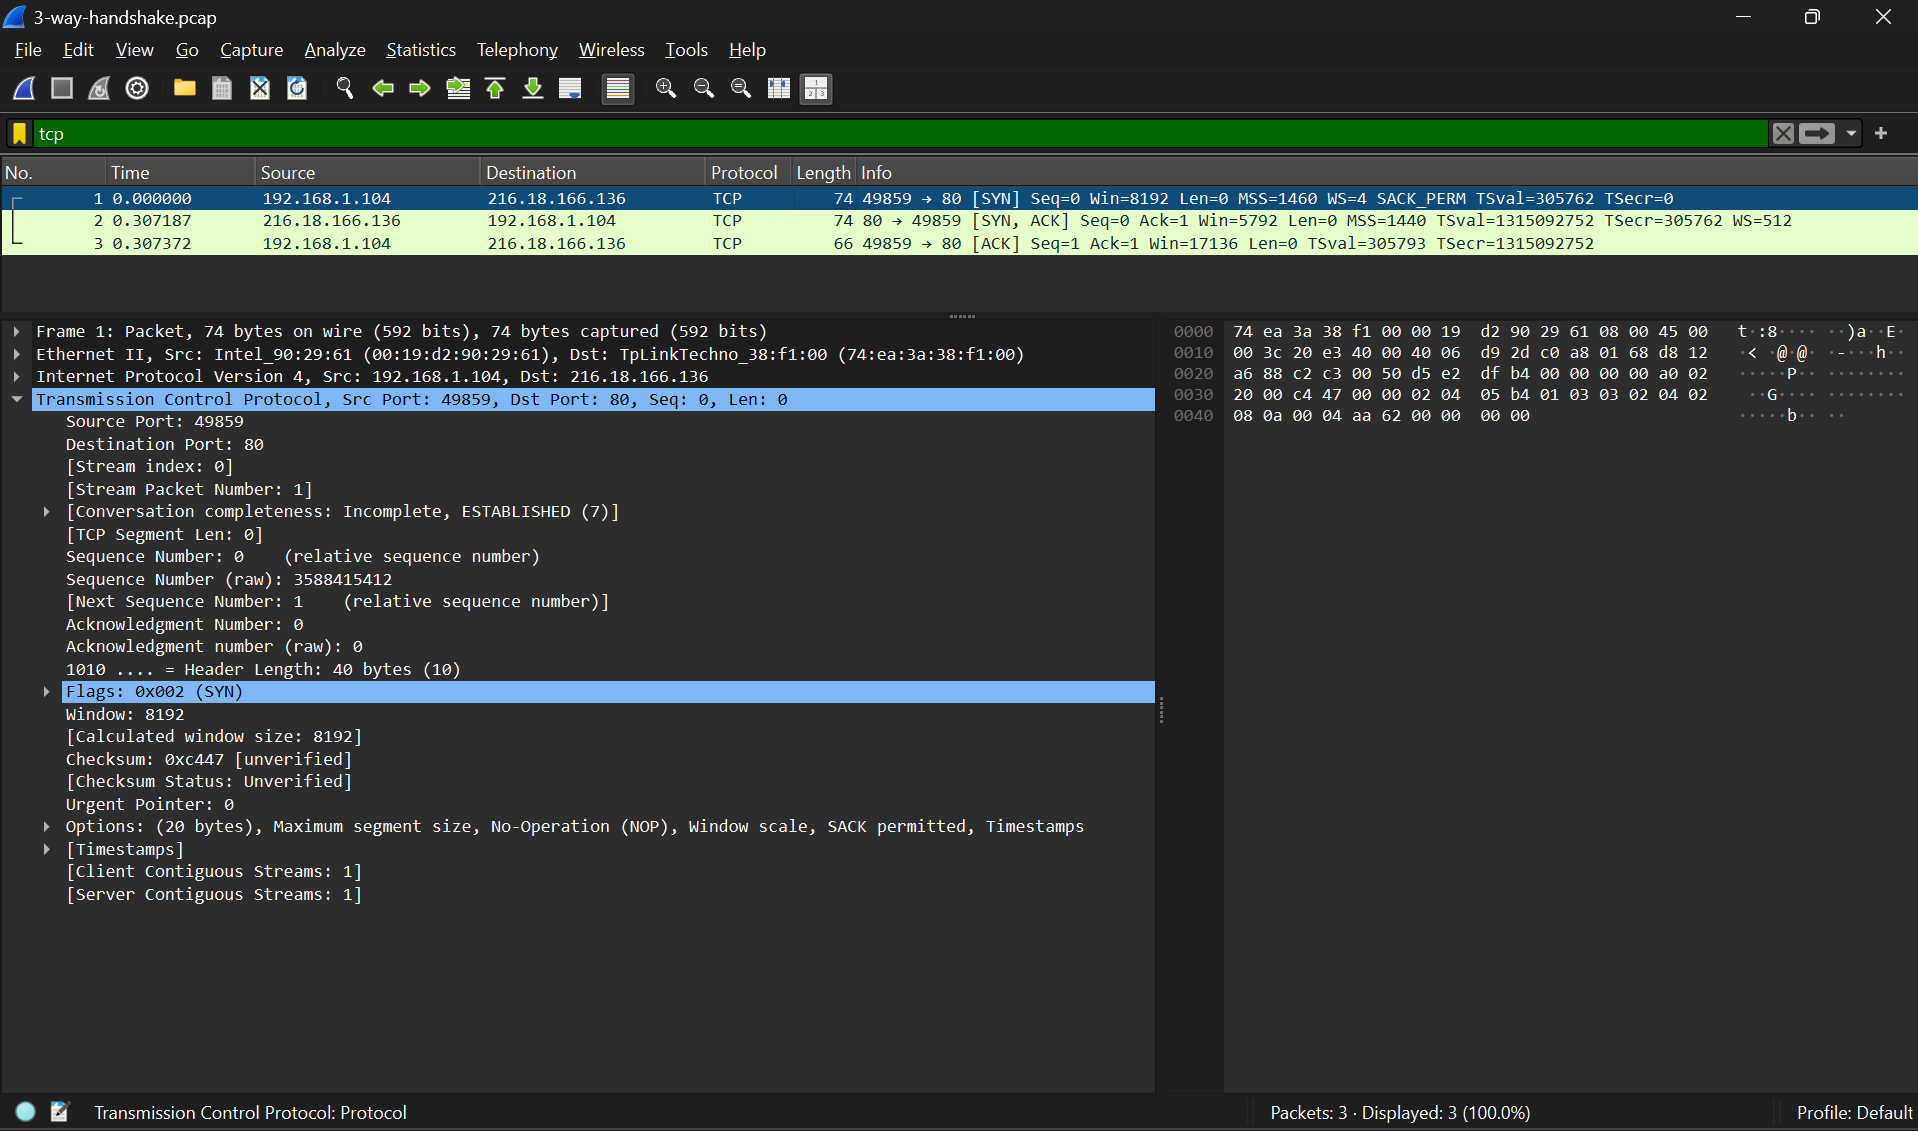 3-way-handshake.pcap
File Edit View Go Capture Analyze Statistics Telephony Wireless Tools Help
tcp
No. Time Source Destination Protocol Length Info
1 0.000000 192.168.1.104 216.18.166.136 TCP 74 49859 → 80 [SYN] Seq=0 Win=8192 Len=0 MSS=1460 WS=4 SACK_PERM TSval=305762 TSecr=0
2 0.307187 216.18.166.136 192.168.1.104 TCP 74 80 → 49859 [SYN, ACK] Seq=0 Ack=1 Win=5792 Len=0 MSS=1440 TSval=1315092752 TSecr=305762 WS=512
3 0.307372 192.168.1.104 216.18.166.136 TCP 66 49859 → 80 [ACK] Seq=1 Ack=1 Win=17136 Len=0 TSval=305793 TSecr=1315092752
Frame 1: Packet, 74 bytes on wire (592 bits), 74 bytes captured (592 bits)
Ethernet II, Src: Intel_90:29:61 (00:19:d2:90:29:61), Dst: TpLinkTechno_38:f1:00 (74:ea:3a:38:f1:00)
Internet Protocol Version 4, Src: 192.168.1.104, Dst: 216.18.166.136
Transmission Control Protocol, Src Port: 49859, Dst Port: 80, Seq: 0, Len: 0
Source Port: 49859
Destination Port: 80
[Stream index: 0]
[Stream Packet Number: 1]
[Conversation completeness: Incomplete, ESTABLISHED (7)]
[TCP Segment Len: 0]
Sequence Number: 0 (relative sequence number)
Sequence Number (raw): 3588415412
[Next Sequence Number: 1 (relative sequence number)]
Acknowledgment Number: 0
Acknowledgment number (raw): 0
1010 .... = Header Length: 40 bytes (10)
Flags: 0x002 (SYN)
Window: 8192
[Calculated window size: 8192]
Checksum: 0xc447 [unverified]
[Checksum Status: Unverified]
Urgent Pointer: 0
Options: (20 bytes), Maximum segment size, No-Operation (NOP), Window scale, SACK permitted, Timestamps
[Timestamps]
[Client Contiguous Streams: 1]
[Server Contiguous Streams: 1]
0000 74 ea 3a 38 f1 00 00 19 d2 90 29 61 08 00 45 00 t·:8···· ··)a··E·
0010 00 3c 20 e3 40 00 40 06 d9 2d c0 a8 01 68 d8 12 ·< ·@·@· ·-···h··
0020 a6 88 c2 c3 00 50 d5 e2 df b4 00 00 00 00 a0 02 ·····P·· ········
0030 20 00 c4 47 00 00 02 04 05 b4 01 03 03 02 04 02 ··G···· ········
0040 08 0a 00 04 aa 62 00 00 00 00 ·····b·· ··
Transmission Control Protocol: Protocol
Packets: 3 · Displayed: 3 (100.0%)
Profile: Default